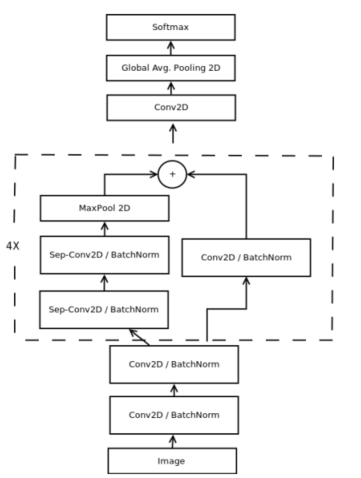 Softmax
Global Avg. Pooling 2D
Conv2D
+
MaxPool 2D
4X
Sep-Conv2D / BatchNorm
Conv2D / BatchNorm
Sep-Conv2D / BatchNorm
Conv2D / BatchNorm
Conv2D / BatchNorm
Image